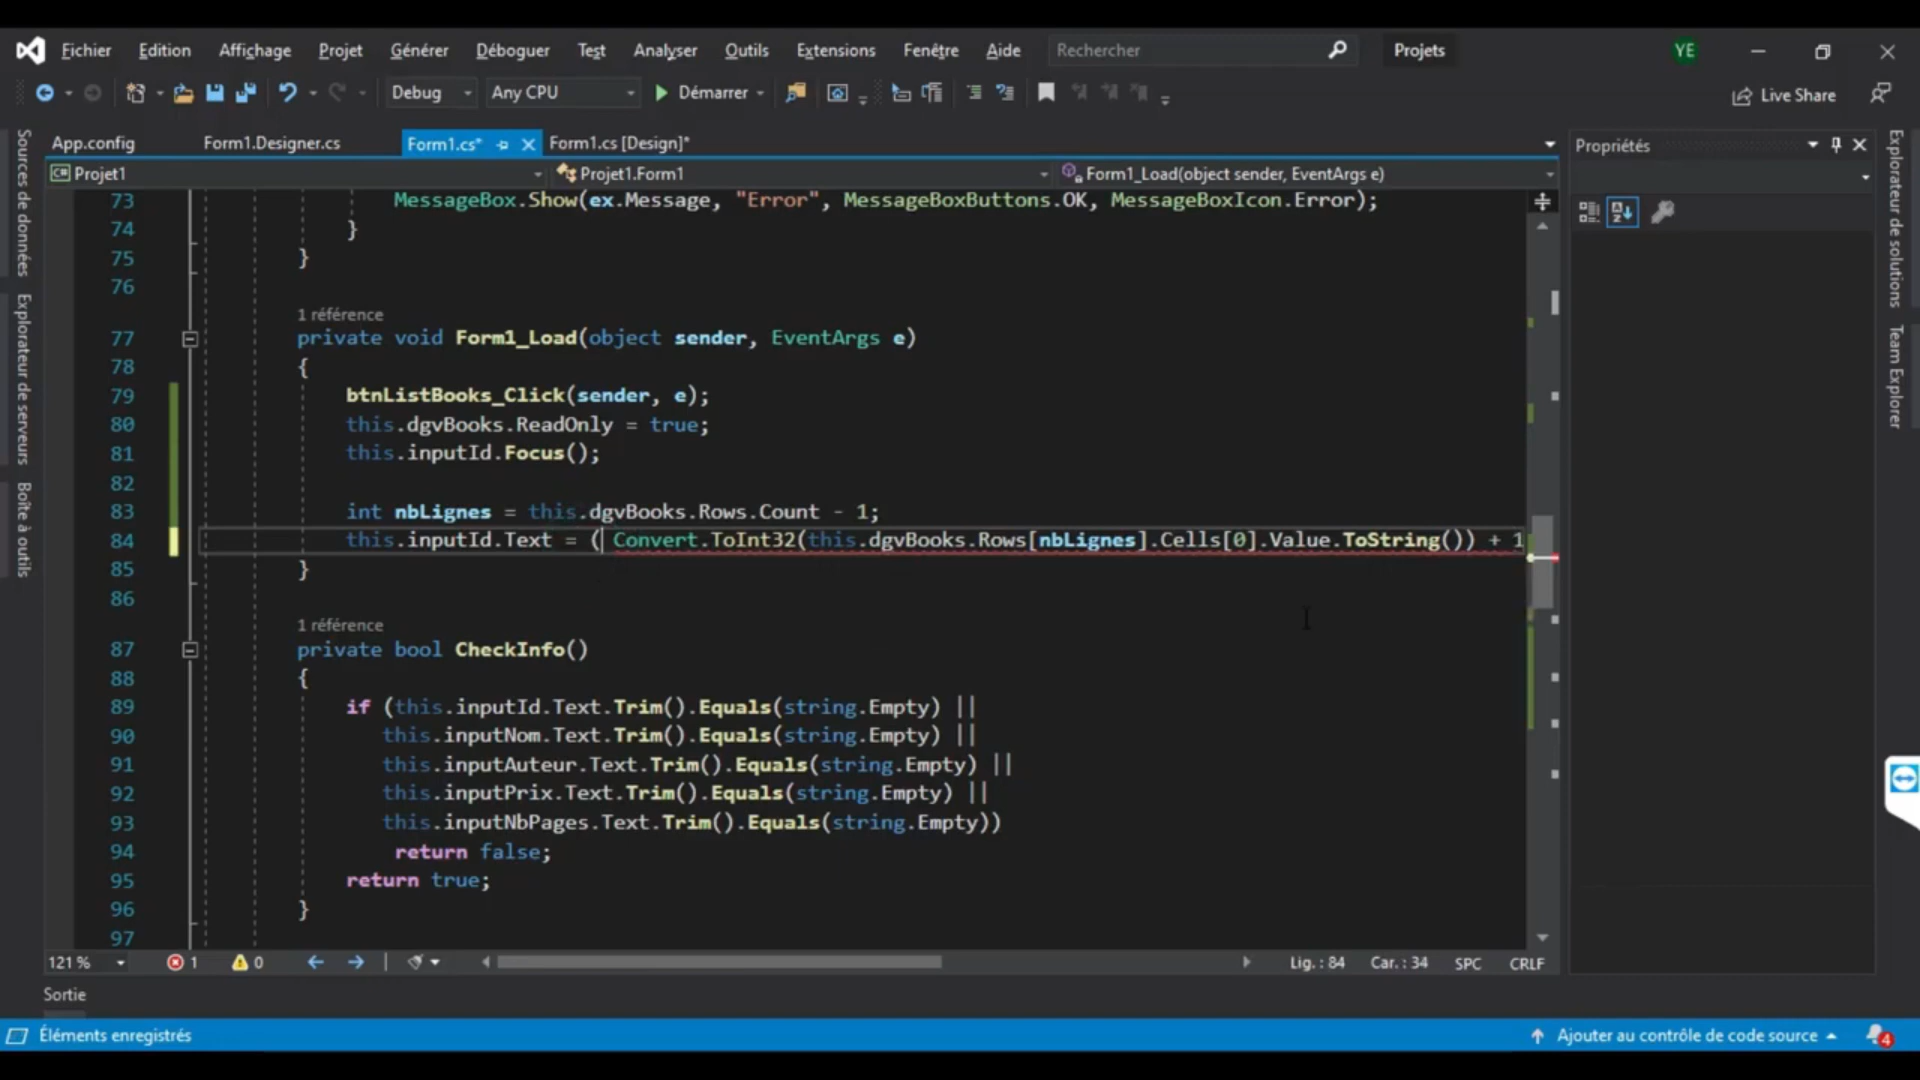 Fichier Edition Affichage Projet Générer Déboguer Test Analyser Outils Extensions Fenêtre Aide Rechercher Projets YE
Debug Any CPU Démarrer Live Share
App.config Form1.Designer.cs Form1.cs* Form1.cs [Design]* Propriétés
C# Projet1 Projet1.Form1 Form1_Load(object sender, EventArgs e)
Sources de données
Explorateur de serveurs
Boîte à outils
73 MessageBox.Show(ex.Message, "Error", MessageBoxButtons.OK, MessageBoxIcon.Error);
74 }
75 }
76
1 référence
77 private void Form1_Load(object sender, EventArgs e)
78 {
79 btnListBooks_Click(sender, e);
80 this.dgvBooks.ReadOnly = true;
81 this.inputId.Focus();
82
83 int nbLignes = this.dgvBooks.Rows.Count - 1;
84 this.inputId.Text = ( Convert.ToInt32(this.dgvBooks.Rows[nbLignes].Cells[0].Value.ToString()) + 1
85 }
86
1 référence
87 private bool CheckInfo()
88 {
89 if (this.inputId.Text.Trim().Equals(string.Empty) ||
90 this.inputNom.Text.Trim().Equals(string.Empty) ||
91 this.inputAuteur.Text.Trim().Equals(string.Empty) ||
92 this.inputPrix.Text.Trim().Equals(string.Empty) ||
93 this.inputNbPages.Text.Trim().Equals(string.Empty))
94 return false;
95 return true;
96 }
97
Explorateur de solutions
Team Explorer
121 % 1 0 Lig. : 84 Car. : 34 SPC CRLF
Sortie
Éléments enregistrés Ajouter au contrôle de code source 4